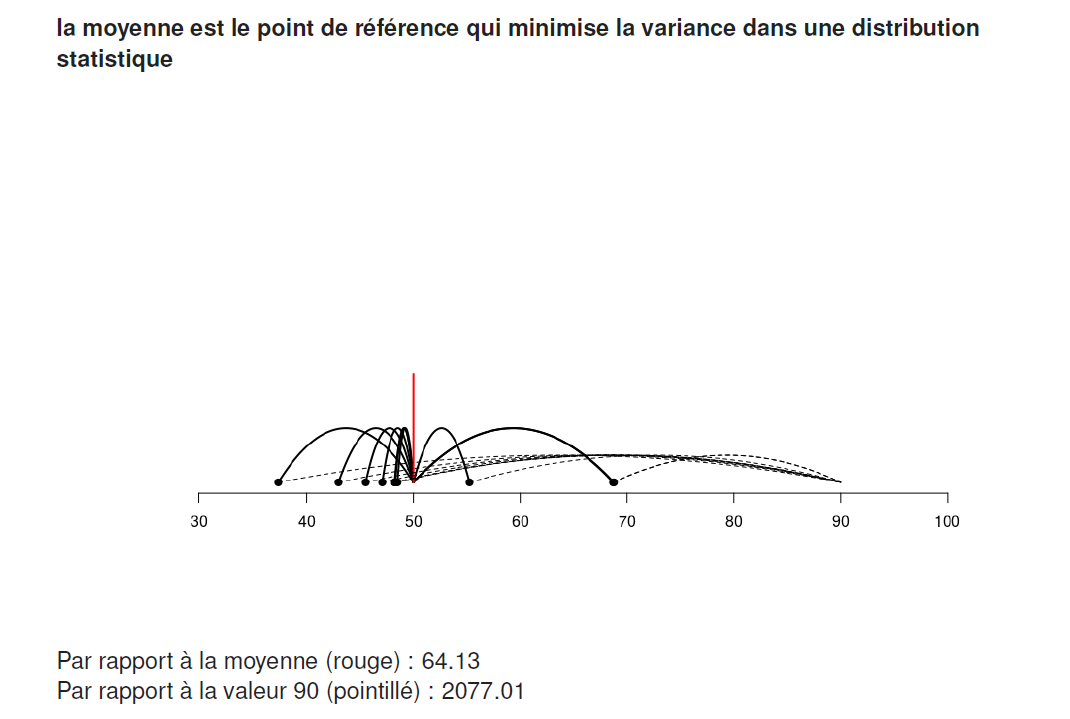 la moyenne est le point de référence qui minimise la variance dans une distribution
statistique
30 40 50 60 70 80 90 100
Par rapport à la moyenne (rouge) : 64.13
Par rapport à la valeur 90 (pointillé) : 2077.01